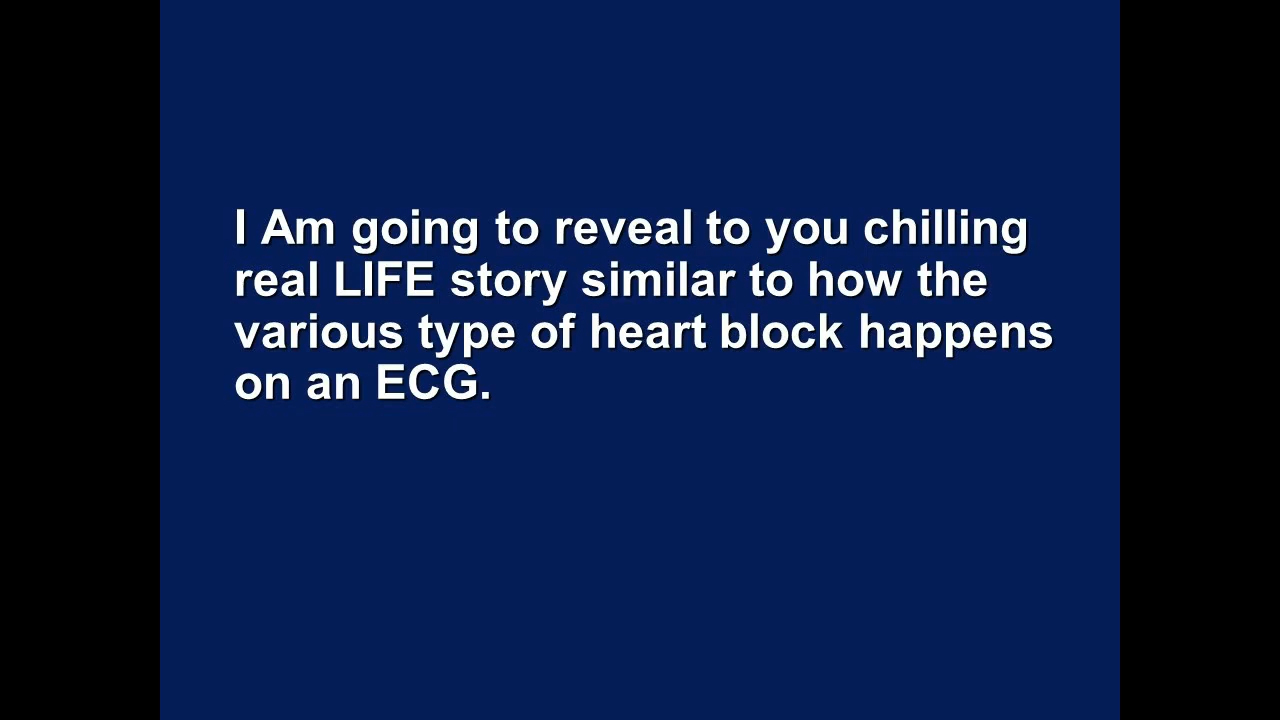 I Am going to reveal to you chilling
real LIFE story similar to how the
various type of heart block happens
on an ECG.